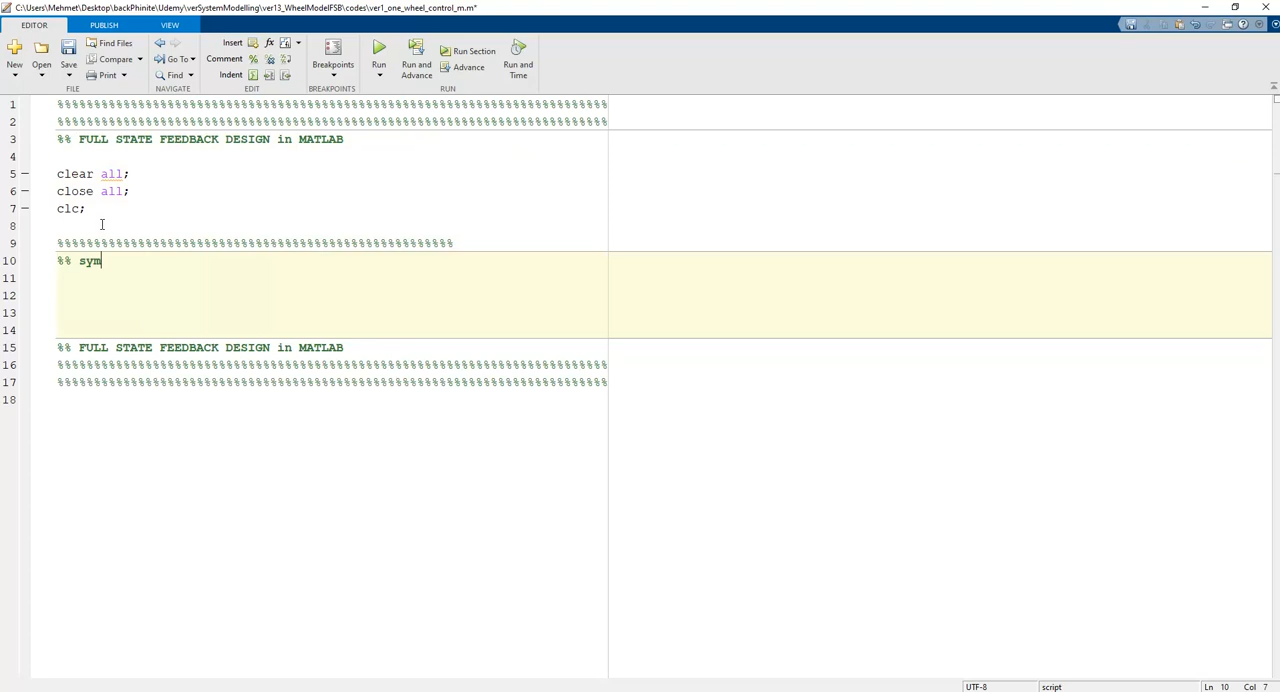 C:\Users\Mehmet\Desktop\backPhinite\Udemy\verSystemModelling\ver13_WheelModelFSB\codes\ver1_one_wheel_control_m.m*
EDITOR PUBLISH VIEW
New Open Save Find Files Compare Print Go To Find Insert fx Comment Indent Breakpoints Run Run and Advance Run Section Advance Run and Time
FILE NAVIGATE EDIT BREAKPOINTS RUN
1 %%%%%%%%%%%%%%%%%%%%%%%%%%%%%%%%%%%%%%%%%%%%%%%%%%%%%%%%%%%%%%%%%%%%%%%%%%%%%
2 %%%%%%%%%%%%%%%%%%%%%%%%%%%%%%%%%%%%%%%%%%%%%%%%%%%%%%%%%%%%%%%%%%%%%%%%%%%%%
3 %% FULL STATE FEEDBACK DESIGN in MATLAB
4
5 clear all;
6 close all;
7 clc;
8
9 %%%%%%%%%%%%%%%%%%%%%%%%%%%%%%%%%%%%%%%%%%%%%%%%%%%%%%
10 %% sym
11
12
13
14
15 %% FULL STATE FEEDBACK DESIGN in MATLAB
16 %%%%%%%%%%%%%%%%%%%%%%%%%%%%%%%%%%%%%%%%%%%%%%%%%%%%%%%%%%%%%%%%%%%%%%%%%%%%%
17 %%%%%%%%%%%%%%%%%%%%%%%%%%%%%%%%%%%%%%%%%%%%%%%%%%%%%%%%%%%%%%%%%%%%%%%%%%%%%
18
UTF-8 script Ln 10 Col 7